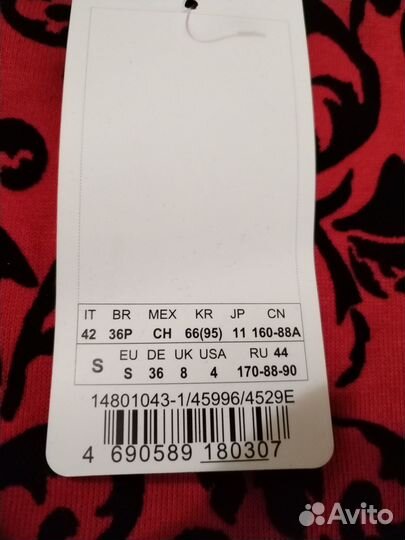 IT BR MEX KR JP CN
42 36P CH 66(95) 11 160-88A
S EU DE UK USA RU 44
S 36 8 4 170-88-90
14801043-1/45996/4529E
4 690589 180307
Avito